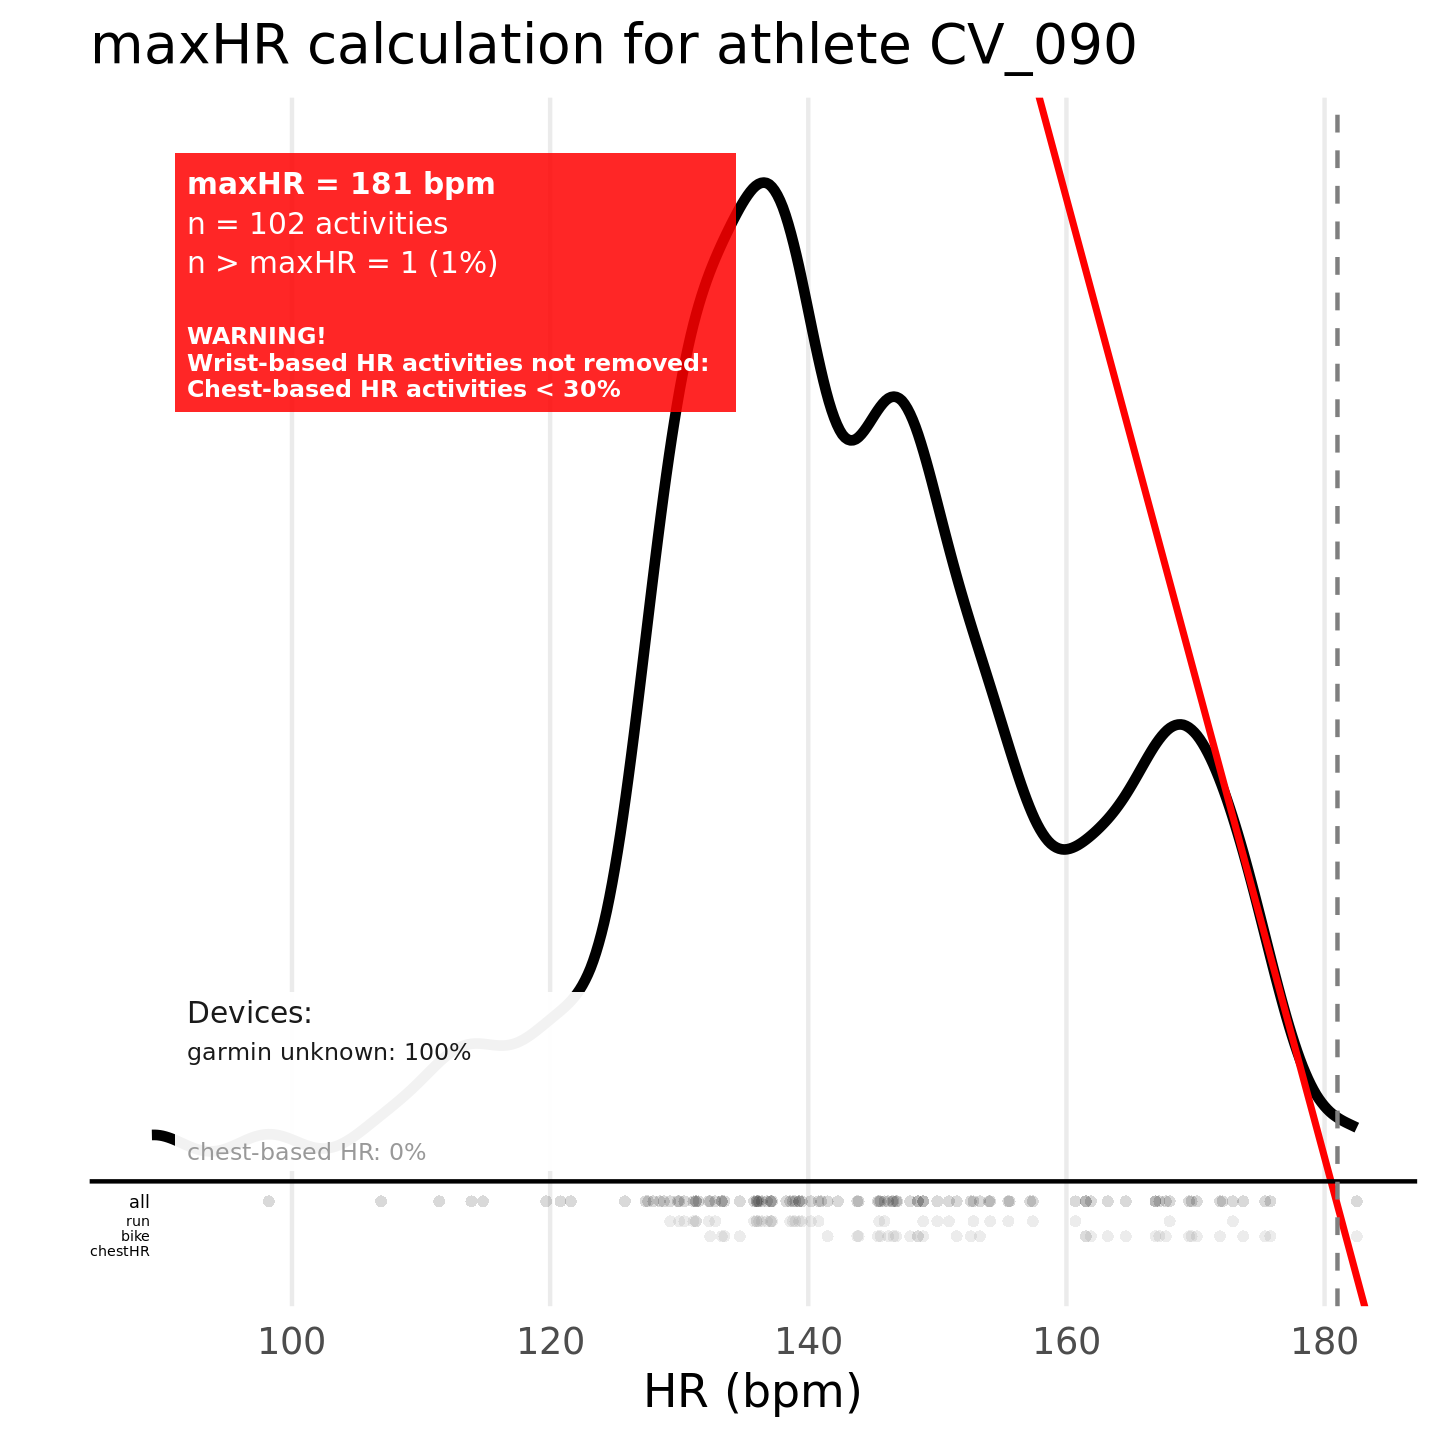 maxHR calculation for athlete CV_090
maxHR = 181 bpm
n = 102 activities
n > maxHR = 1 (1%)
WARNING!
Wrist-based HR activities not removed:
Chest-based HR activities < 30%
Devices:
garmin unknown: 100%
chest-based HR: 0%
all
run
bike
chestHR
100 120 140 160 180
HR (bpm)